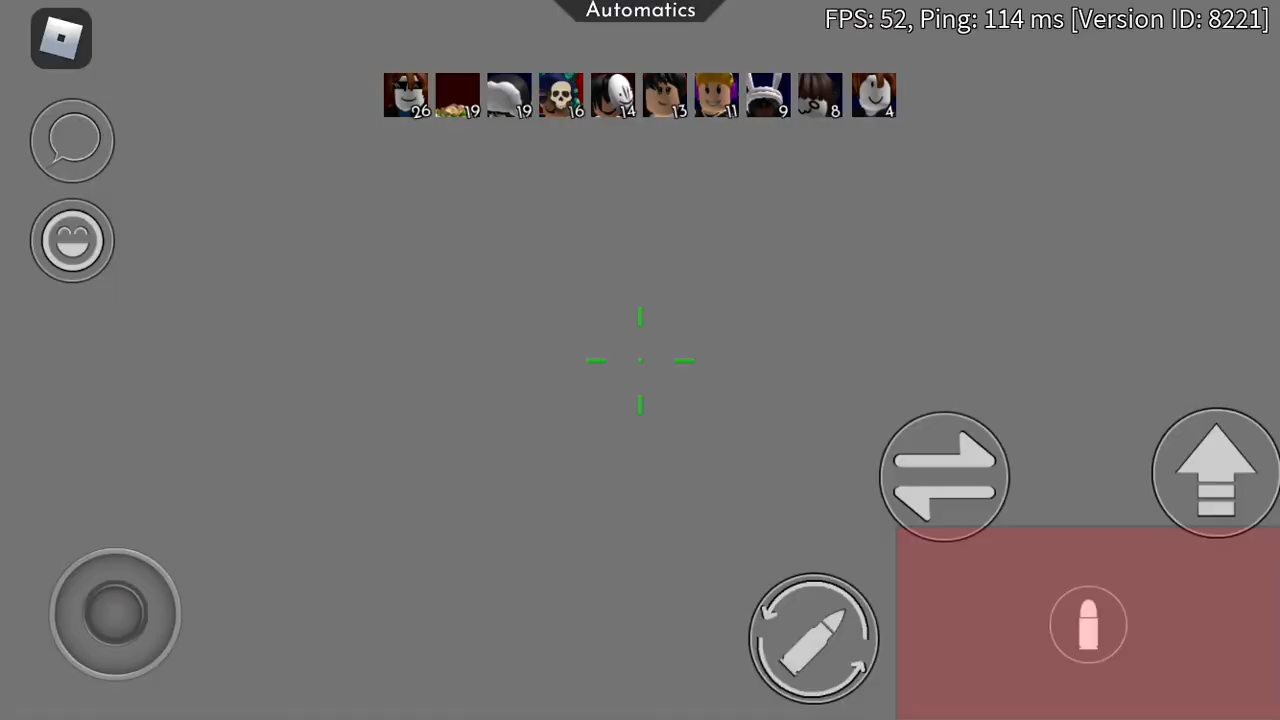 Automatics
FPS: 52, Ping: 114 ms [Version ID: 8221]
26 19 19 16 14 13 11 9 8 4